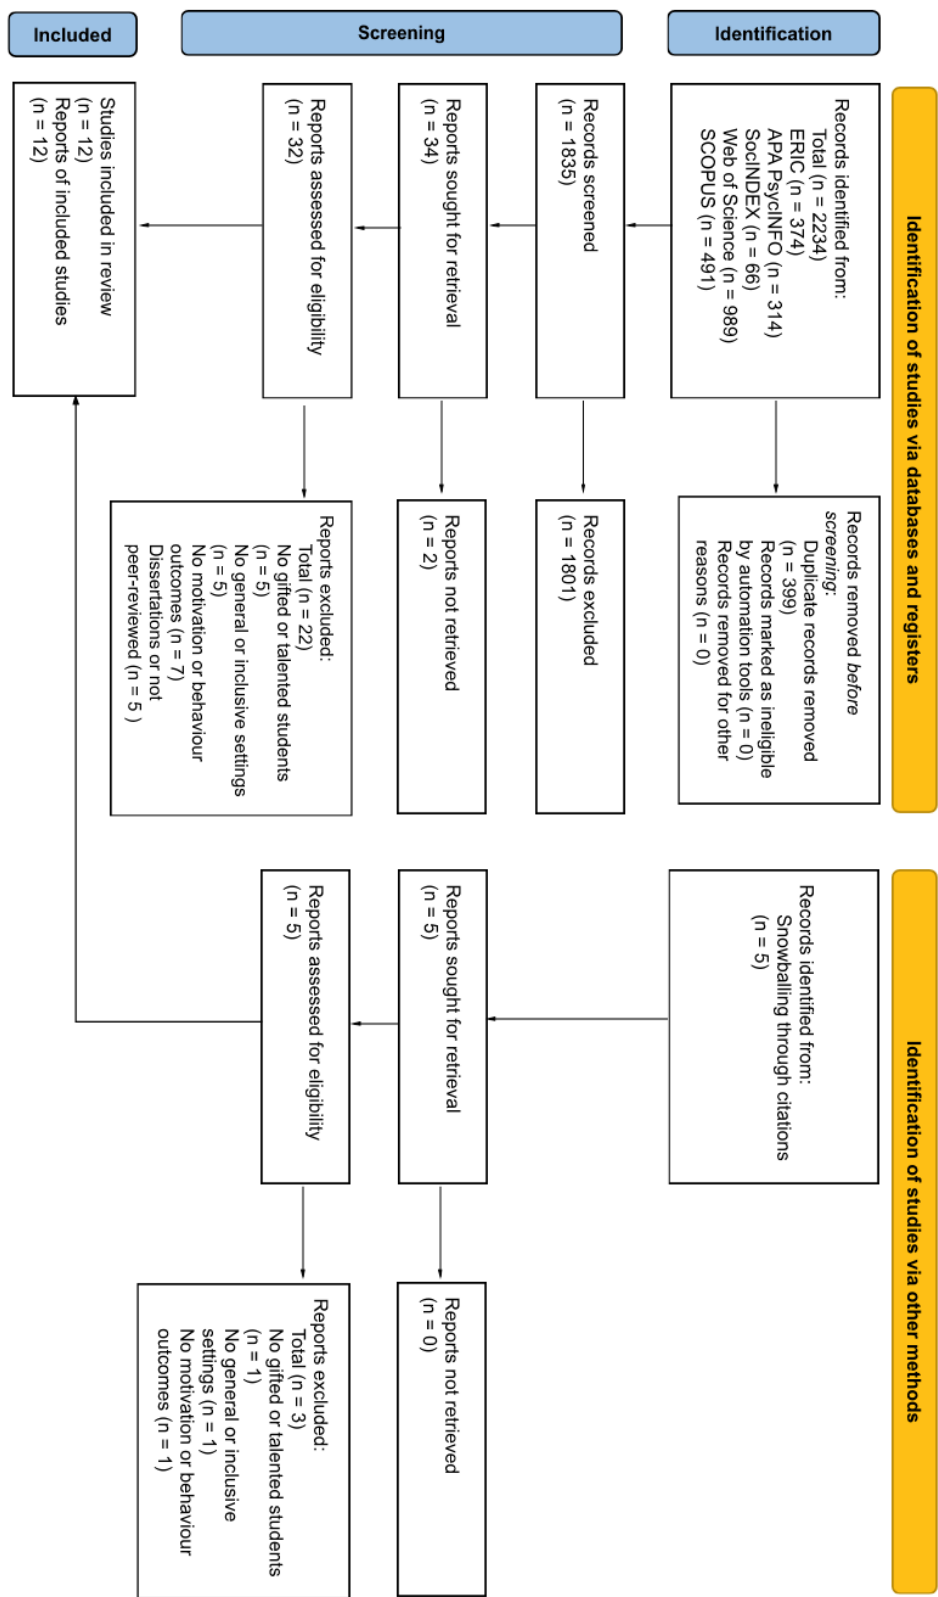 Identification of studies via databases and registers
Identification of studies via other methods
Identification
Records identified from:
Total (n = 2234)
ERIC (n = 374)
APA PsycINFO (n = 314)
SocINDEX (n = 66)
Web of Science (n = 989)
SCOPUS (n = 491)
Records removed before
screening:
Duplicate records removed
(n = 399)
Records marked as ineligible
by automation tools (n = 0)
Records removed for other
reasons (n = 0)
Records identified from:
Snowballing through citations
(n = 5)
Screening
Records screened
(n = 1835)
Records excluded
(n = 1801)
Reports sought for retrieval
(n = 34)
Reports not retrieved
(n = 2)
Reports sought for retrieval
(n = 5)
Reports not retrieved
(n = 0)
Reports assessed for eligibility
(n = 32)
Reports excluded:
Total (n = 22)
No gifted or talented students
(n = 5)
No general or inclusive settings
(n = 5)
No motivation or behaviour
outcomes (n = 7)
Dissertations or not
peer-reviewed (n = 5 )
Reports assessed for eligibility
(n = 5)
Reports excluded:
Total (n = 3)
No gifted or talented students
(n = 1)
No general or inclusive
settings (n = 1)
No motivation or behaviour
outcomes (n = 1)
Included
Studies included in review
(n = 12)
Reports of included studies
(n = 12)